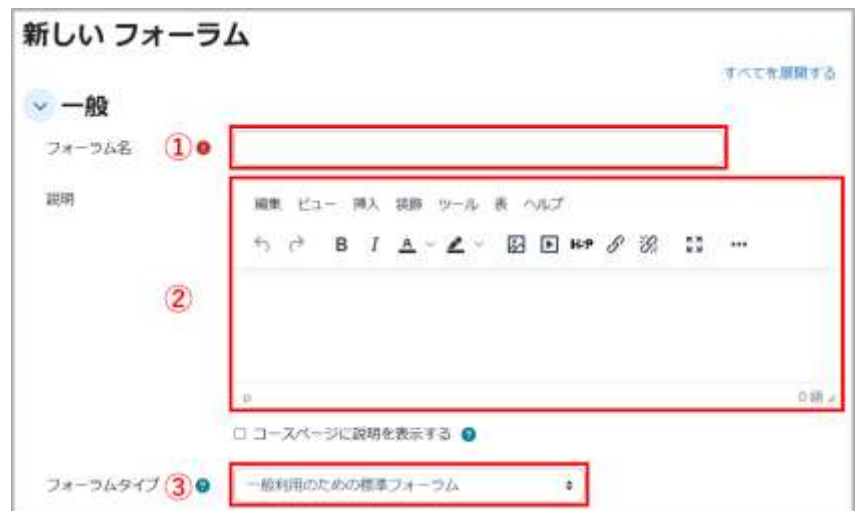 新しい フォーラム
すべてを展開する
一般
フォーラム名 ①
説明
編集 ビュー 挿入 装飾 ツール 表 ヘルプ
B I A H-P
②
p 0 語
コースページに説明を表示する
フォーラムタイプ ③ 一般利用のための標準フォーラム